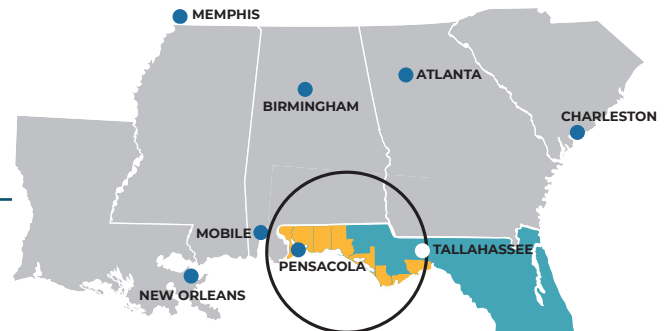 MEMPHIS
ATLANTA
BIRMINGHAM
CHARLESTON
MOBILE
TALLAHASSEE
PENSACOLA
NEW ORLEANS